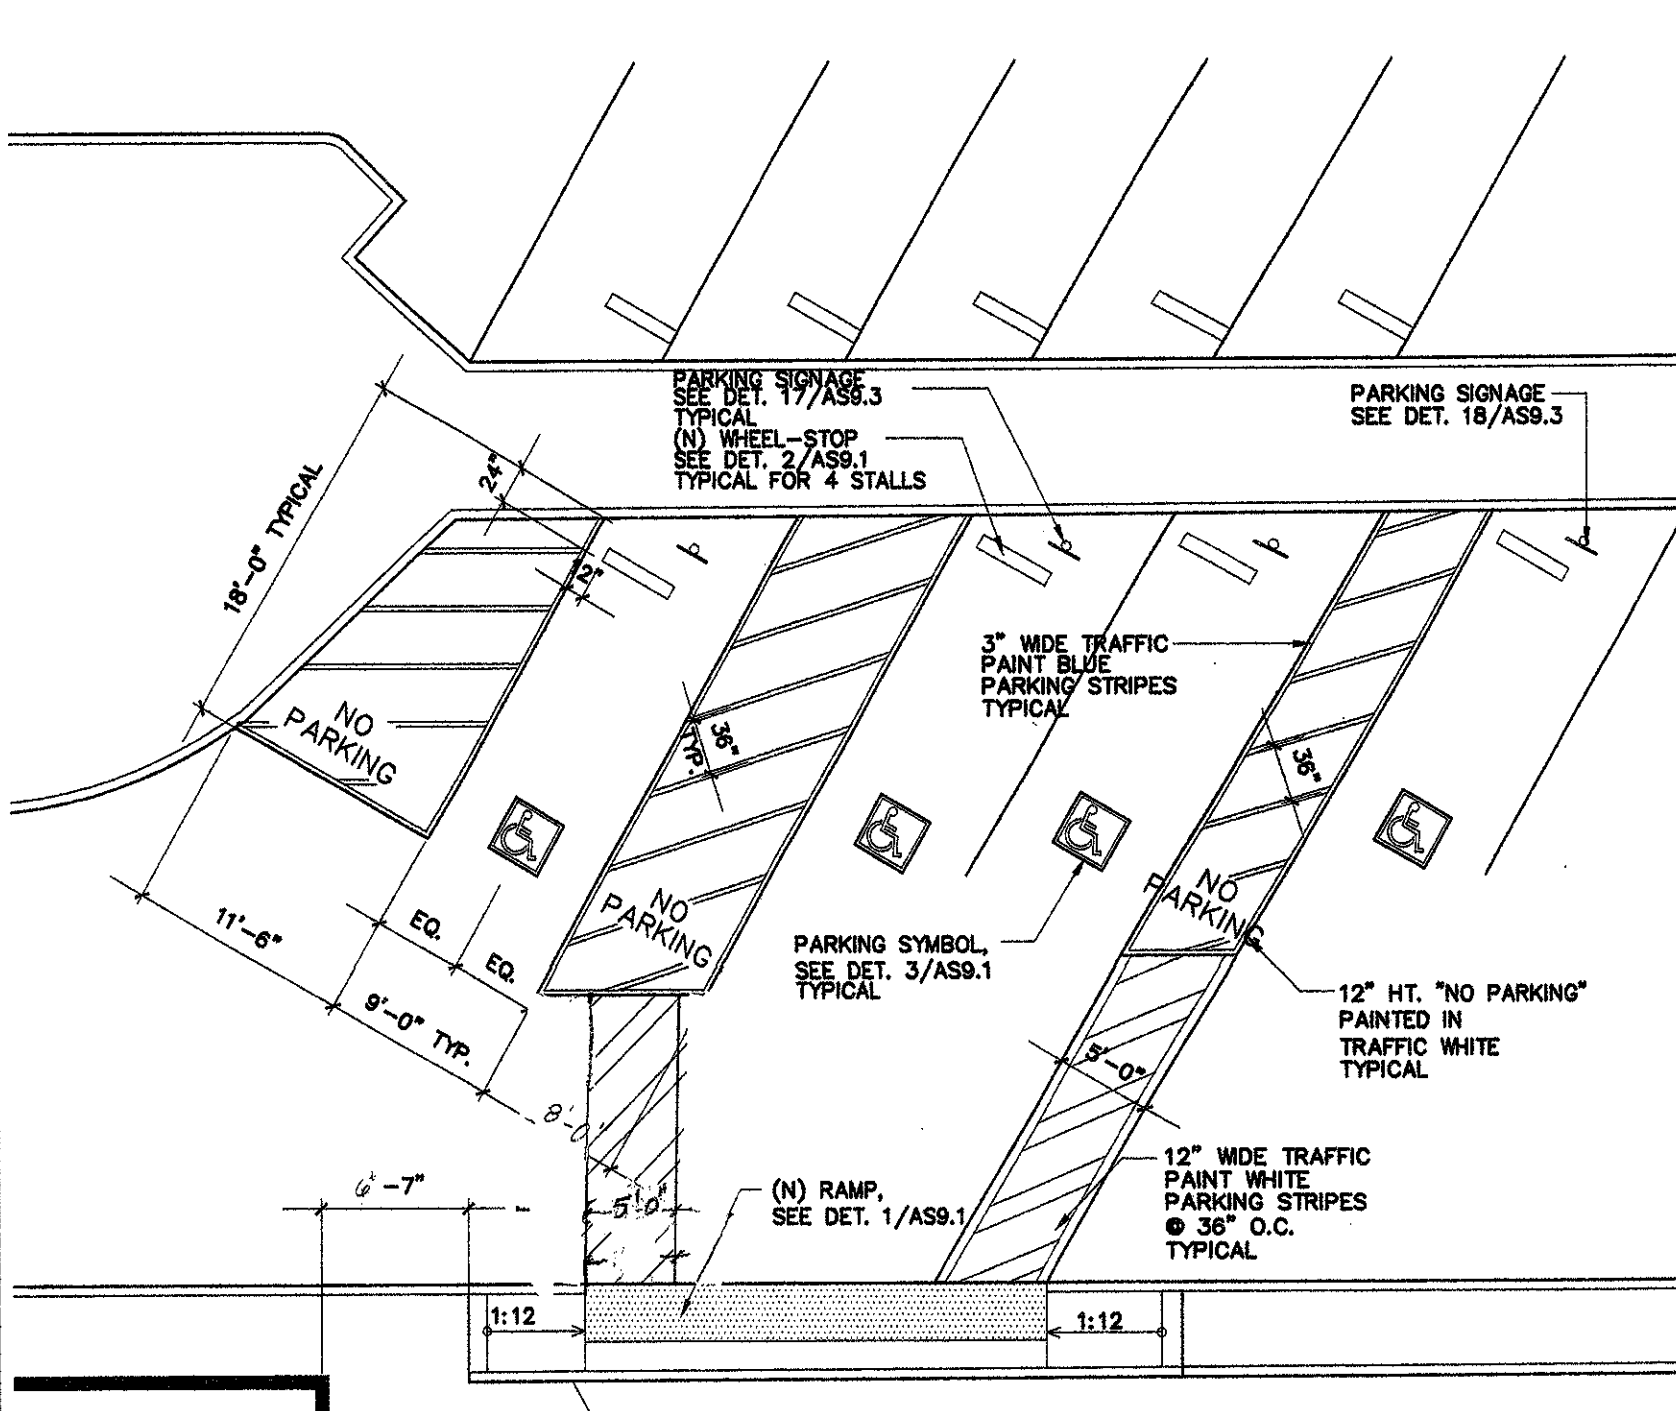 PARKING SIGNAGE
SEE DET. 17/AS9.3
TYPICAL
(N) WHEEL-STOP
SEE DET. 2/AS9.1
TYPICAL FOR 4 STALLS
PARKING SIGNAGE
SEE DET. 18/AS9.3
24"
18'-0" TYPICAL
2"
3" WIDE TRAFFIC
PAINT BLUE
PARKING STRIPES
TYPICAL
NO
PARKING
36"
TYP.
36"
NO
PARKING
NO
PARKING
11'-6"
EQ.
EQ.
9'-0" TYP.
PARKING SYMBOL,
SEE DET. 3/AS9.1
TYPICAL
12" HT. "NO PARKING"
PAINTED IN
TRAFFIC WHITE
TYPICAL
5'-0"
8'-0"
6'-7"
5'0"
(N) RAMP,
SEE DET. 1/AS9.1
12" WIDE TRAFFIC
PAINT WHITE
PARKING STRIPES
@ 36" O.C.
TYPICAL
1:12
1:12